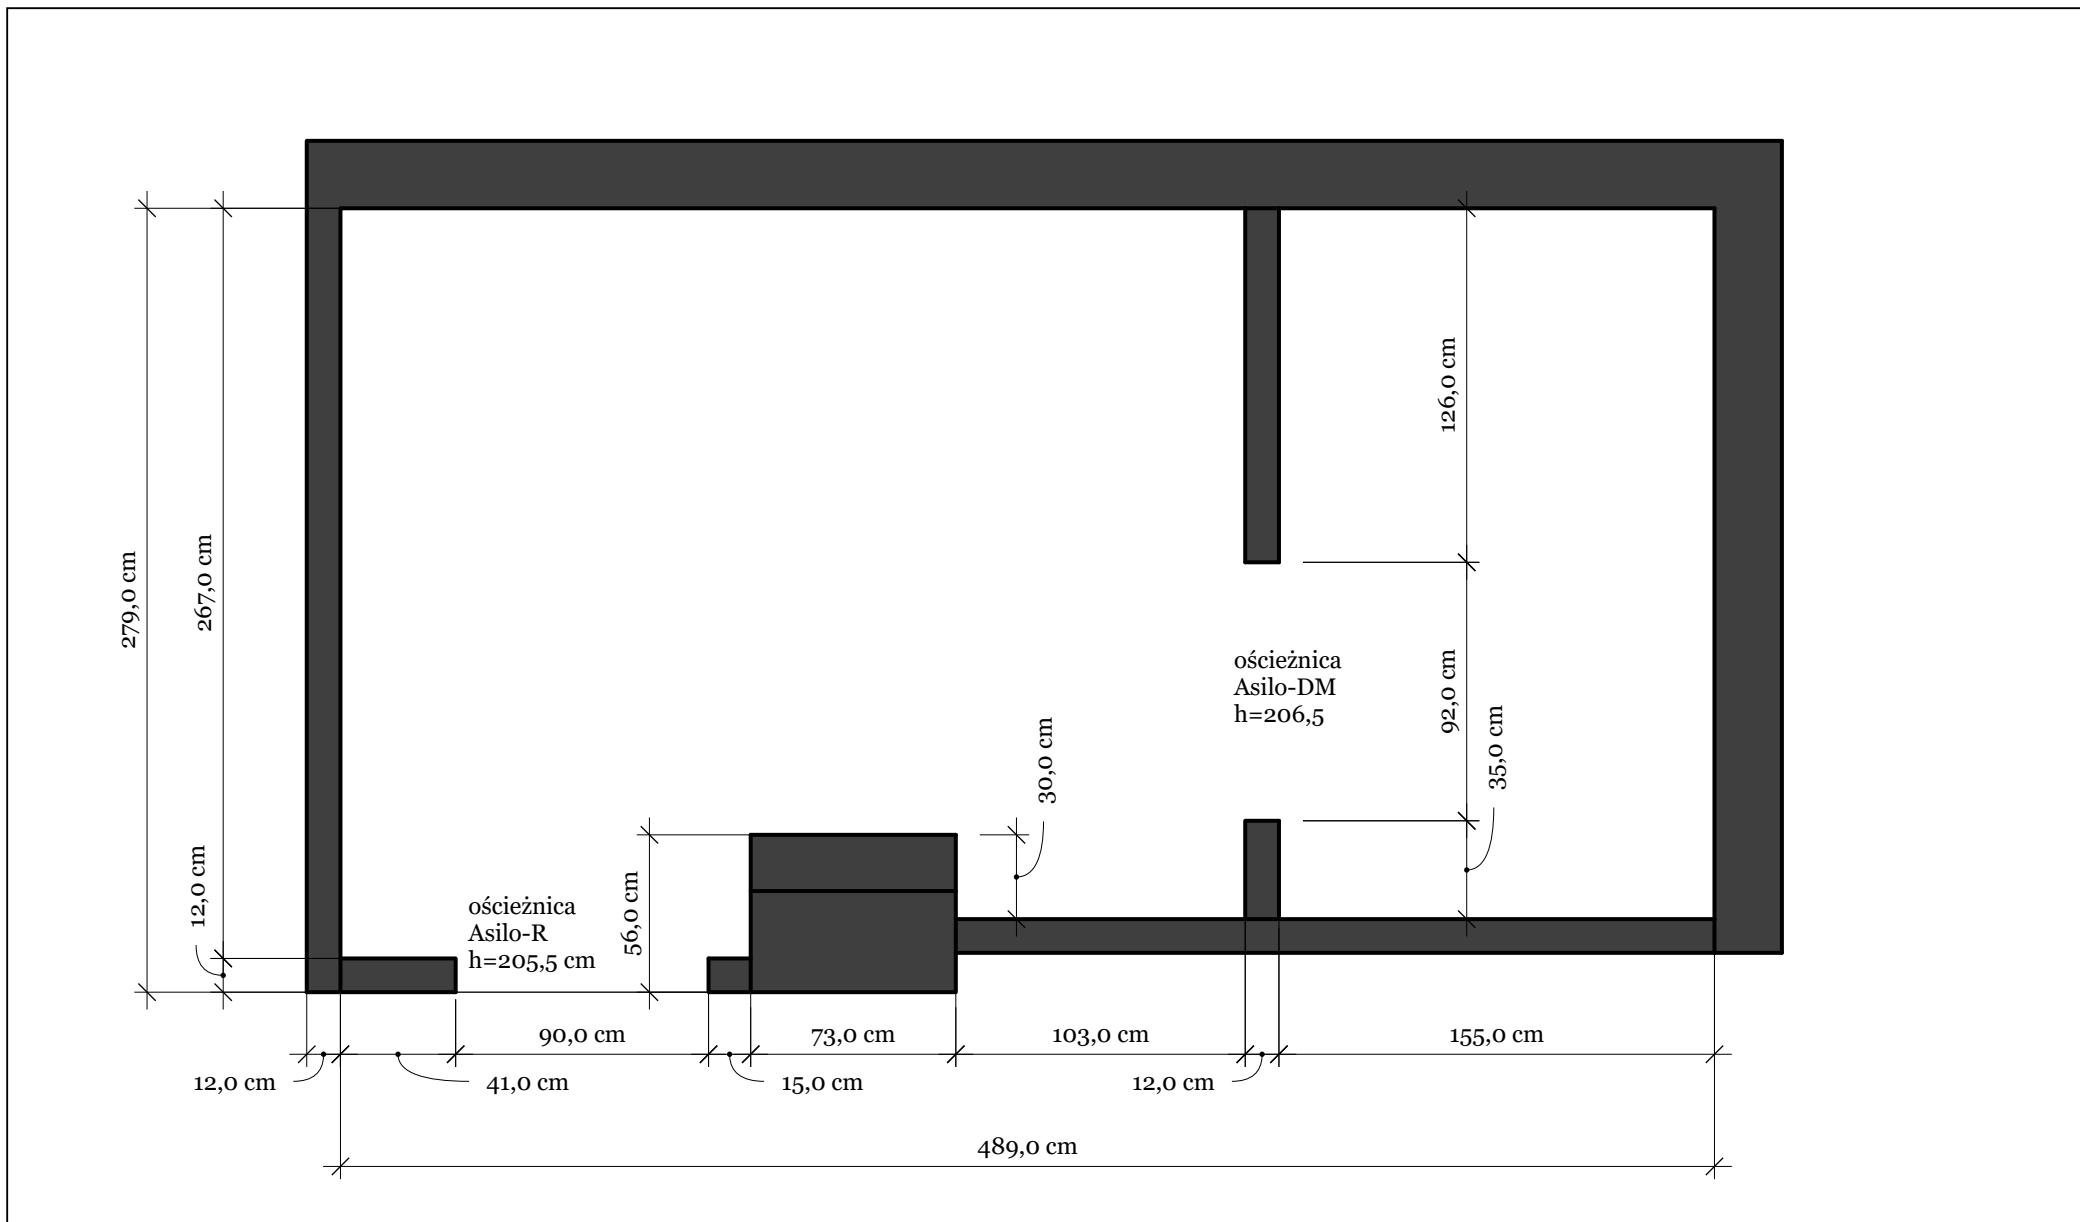 126,0 cm
279,0 cm
267,0 cm
92,0 cm
35,0 cm
30,0 cm
ościeżnica
Asilo-DM
h=206,5
12,0 cm
56,0 cm
ościeżnica
Asilo-R
h=205,5 cm
90,0 cm
73,0 cm
103,0 cm
155,0 cm
12,0 cm
41,0 cm
15,0 cm
12,0 cm
489,0 cm